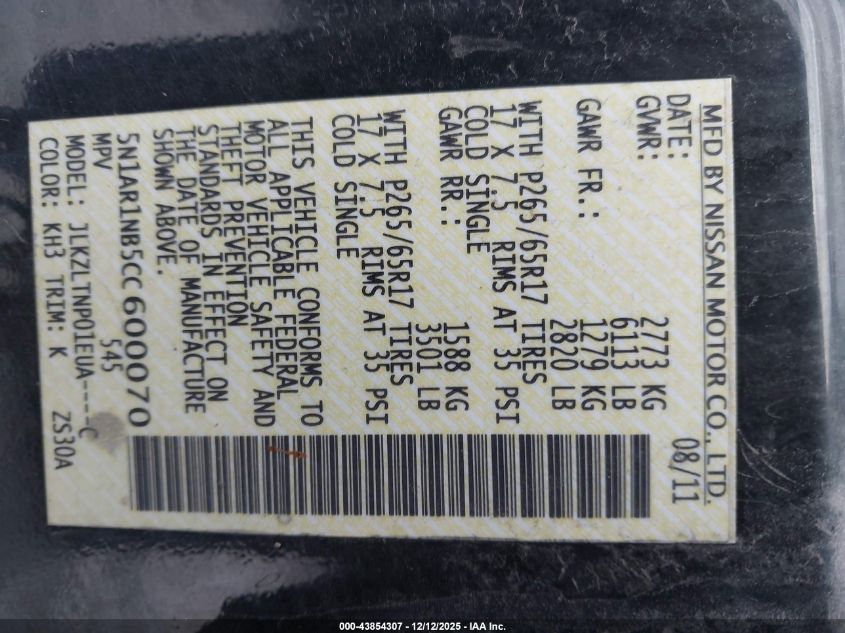 MFD BY NISSAN MOTOR CO., LTD.
DATE: 08/11
GVWR: 2773 KG
6113 LB
GAWR FR.: 1279 KG
2820 LB
WITH P265/65R17 TIRES
17 X 7.5 RIMS AT 35 PSI
COLD SINGLE
GAWR RR.: 1588 KG
3501 LB
WITH P265/65R17 TIRES
17 X 7.5 RIMS AT 35 PSI
COLD SINGLE
THIS VEHICLE CONFORMS TO
ALL APPLICABLE FEDERAL
MOTOR VEHICLE SAFETY AND
THEFT PREVENTION
STANDARDS IN EFFECT ON
THE DATE OF MANUFACTURE
SHOWN ABOVE.
5N1AR1NB5CC600070
MPV 545
MODEL: JLKZLTNP01EUA----C
COLOR: KH3 TRIM: K ZS30A
000-43854307 - 12/12/2025 - IAA Inc.